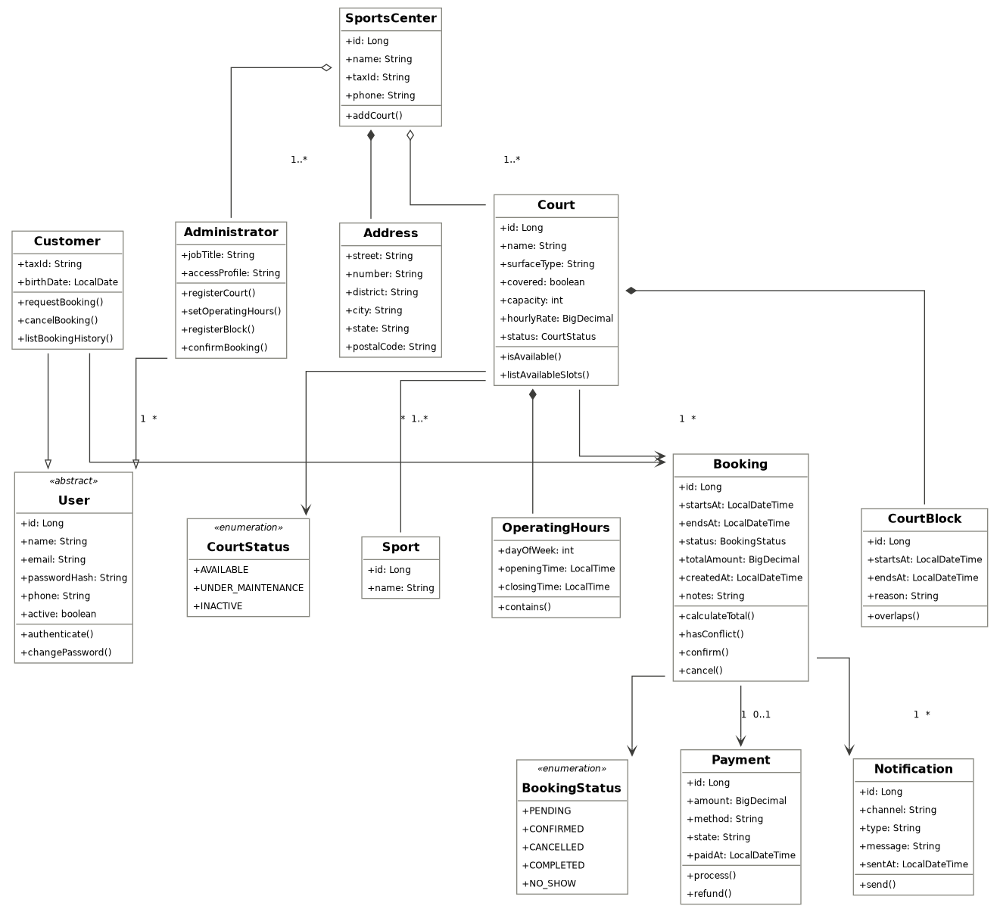 SportsCenter
+id: Long
+name: String
+taxId: String
+phone: String
+addCourt()
1..*
1..*
Court
+id: Long
+name: String
+surfaceType: String
+covered: boolean
+capacity: int
+hourlyRate: BigDecimal
+status: CourtStatus
+isAvailable()
+listAvailableSlots()
Administrator
+jobTitle: String
+accessProfile: String
+registerCourt()
+setOperatingHours()
+registerBlock()
+confirmBooking()
Address
+street: String
+number: String
+district: String
+city: String
+state: String
+postalCode: String
Customer
+taxId: String
+birthDate: LocalDate
+requestBooking()
+cancelBooking()
+listBookingHistory()
1 *
* 1..*
1 *
Booking
+id: Long
+startsAt: LocalDateTime
+endsAt: LocalDateTime
+status: BookingStatus
+totalAmount: BigDecimal
+createdAt: LocalDateTime
+notes: String
+calculateTotal()
+hasConflict()
+confirm()
+cancel()
«abstract»
User
+id: Long
+name: String
+email: String
+passwordHash: String
+phone: String
+active: boolean
+authenticate()
+changePassword()
«enumeration»
CourtStatus
+AVAILABLE
+UNDER_MAINTENANCE
+INACTIVE
Sport
+id: Long
+name: String
OperatingHours
+dayOfWeek: int
+openingTime: LocalTime
+closingTime: LocalTime
+contains()
CourtBlock
+id: Long
+startsAt: LocalDateTime
+endsAt: LocalDateTime
+reason: String
+overlaps()
1 0..1
1 *
«enumeration»
BookingStatus
+PENDING
+CONFIRMED
+CANCELLED
+COMPLETED
+NO_SHOW
Payment
+id: Long
+amount: BigDecimal
+method: String
+state: String
+paidAt: LocalDateTime
+process()
+refund()
Notification
+id: Long
+channel: String
+type: String
+message: String
+sentAt: LocalDateTime
+send()